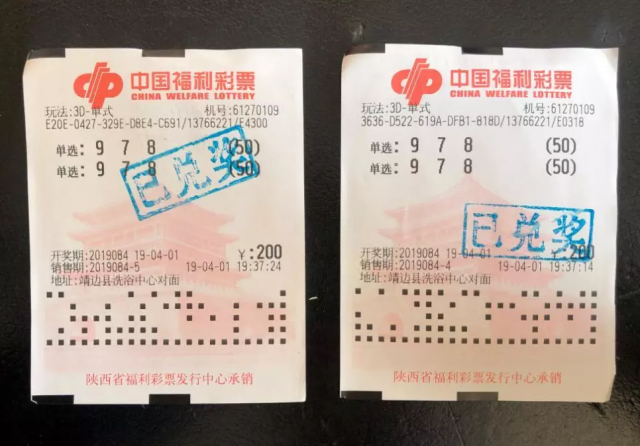 中国福利彩票
CHINA WELFARE LOTTERY
玩法:3D-单式 机号:61270109
E20E-0427-329E-D8E4-C691/13766221/E4300
单选: 9 7 8 (50)
单选: 9 7 8 (50)
已兑奖
开奖期:2019084 19-04-01 ¥:200
销售期:2019084-5 19-04-01 19:37:24
地址:靖边县洗浴中心对面
陕西省福利彩票发行中心承销
中国福利彩票
CHINA WELFARE LOTTERY
玩法:3D-单式 机号:61270109
3636-D522-619A-DFB1-818D/13766221/E0318
单选: 9 7 8 (50)
单选: 9 7 8 (50)
已兑奖
开奖期:2019084 19-04-01 ¥:200
销售期:2019084-4 19-04-01 19:37:14
地址:靖边县洗浴中心对面
陕西省福利彩票发行中心承销